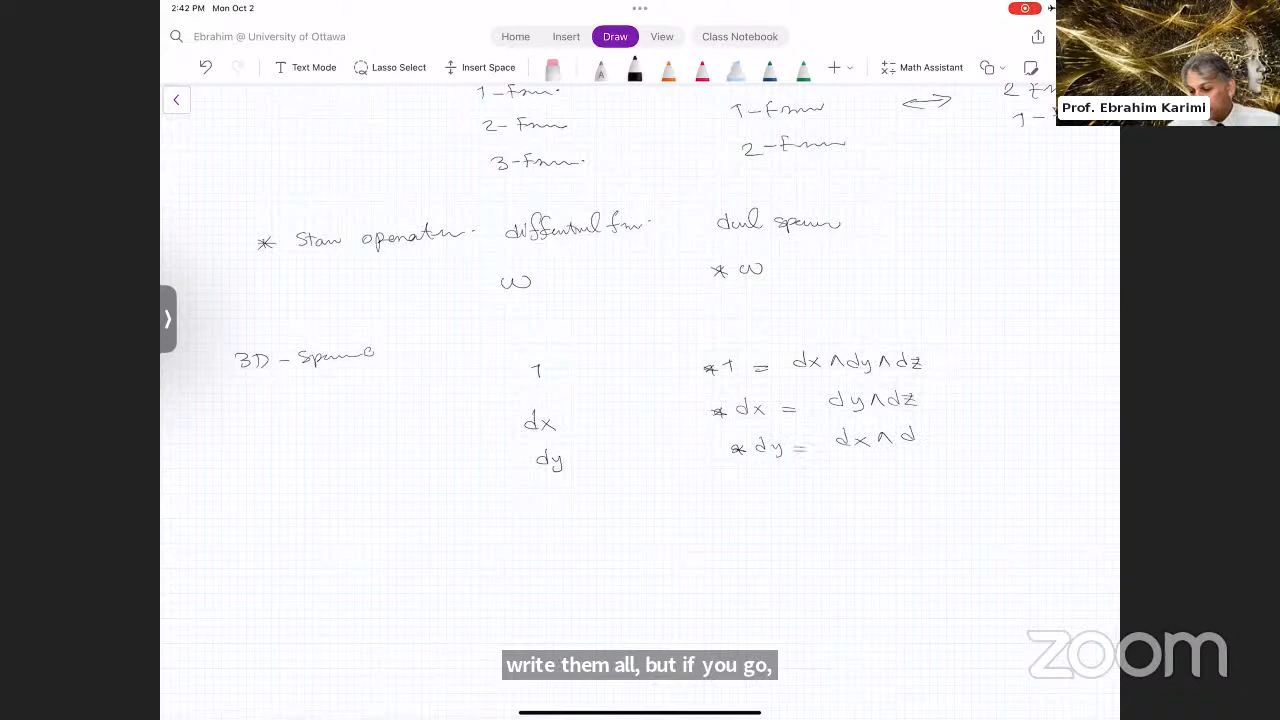 2:42 PM Mon Oct 2
Ebrahim @ University of Ottawa
Home Insert Draw View Class Notebook
Text Mode Lasso Select Insert Space Math Assistant
Prof. Ebrahim Karimi
1-Form
2-Form
3-Form
1-Form
2-Form
* Star operator
differential form
dual space
ω
* ω
3D-Space
1
*1 = dx ∧ dy ∧ dz
dx
*dx = dy ∧ dz
dy
*dy = dx ∧ d
write them all, but if you go,
zoom